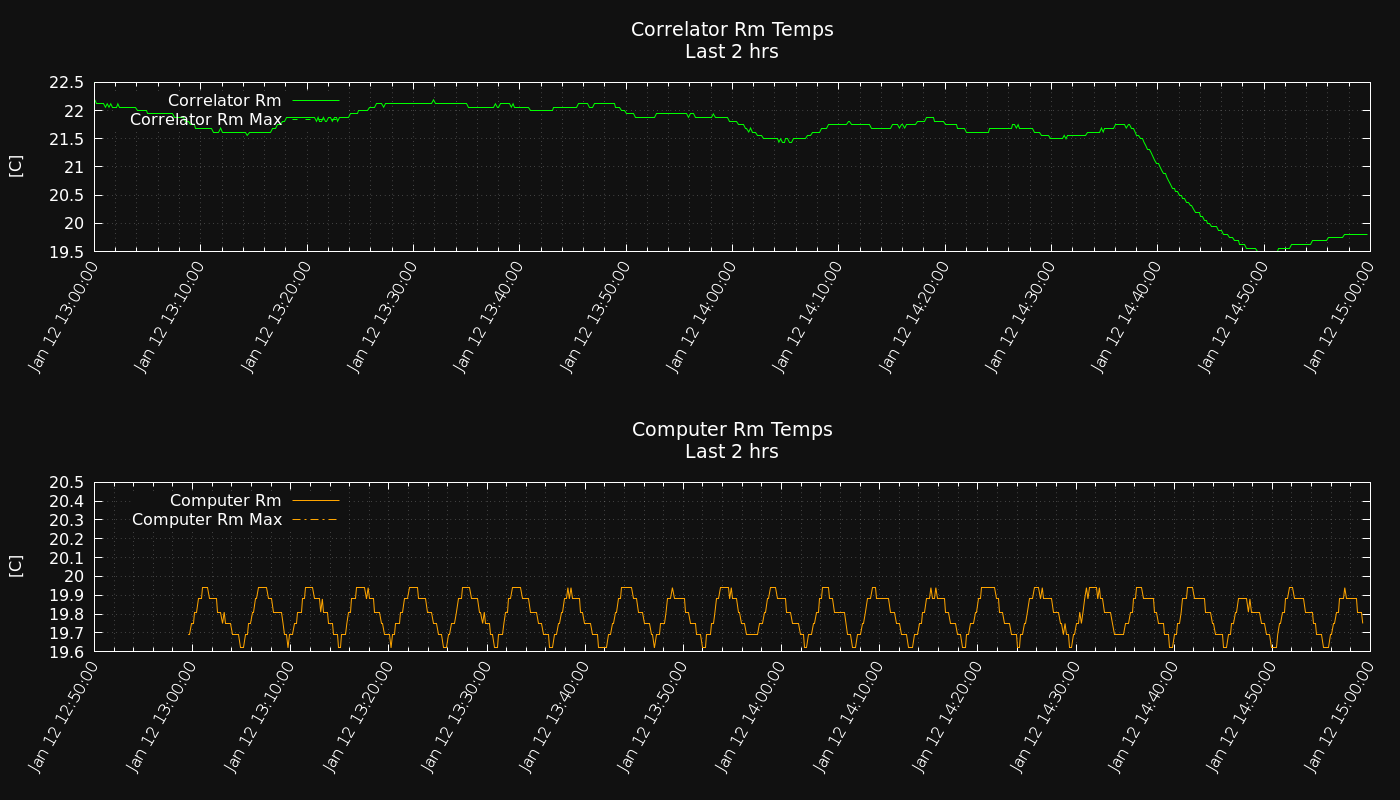 Correlator Rm Temps
Last 2 hrs
22.5
22
21.5
21
20.5
20
19.5
[C]
Correlator Rm
Correlator Rm Max
Jan 12 13:00:00
Jan 12 13:10:00
Jan 12 13:20:00
Jan 12 13:30:00
Jan 12 13:40:00
Jan 12 13:50:00
Jan 12 14:00:00
Jan 12 14:10:00
Jan 12 14:20:00
Jan 12 14:30:00
Jan 12 14:40:00
Jan 12 14:50:00
Jan 12 15:00:00
Computer Rm Temps
Last 2 hrs
20.5
20.4
20.3
20.2
20.1
20
19.9
19.8
19.7
19.6
[C]
Computer Rm
Computer Rm Max
Jan 12 12:50:00
Jan 12 13:00:00
Jan 12 13:10:00
Jan 12 13:20:00
Jan 12 13:30:00
Jan 12 13:40:00
Jan 12 13:50:00
Jan 12 14:00:00
Jan 12 14:10:00
Jan 12 14:20:00
Jan 12 14:30:00
Jan 12 14:40:00
Jan 12 14:50:00
Jan 12 15:00:00